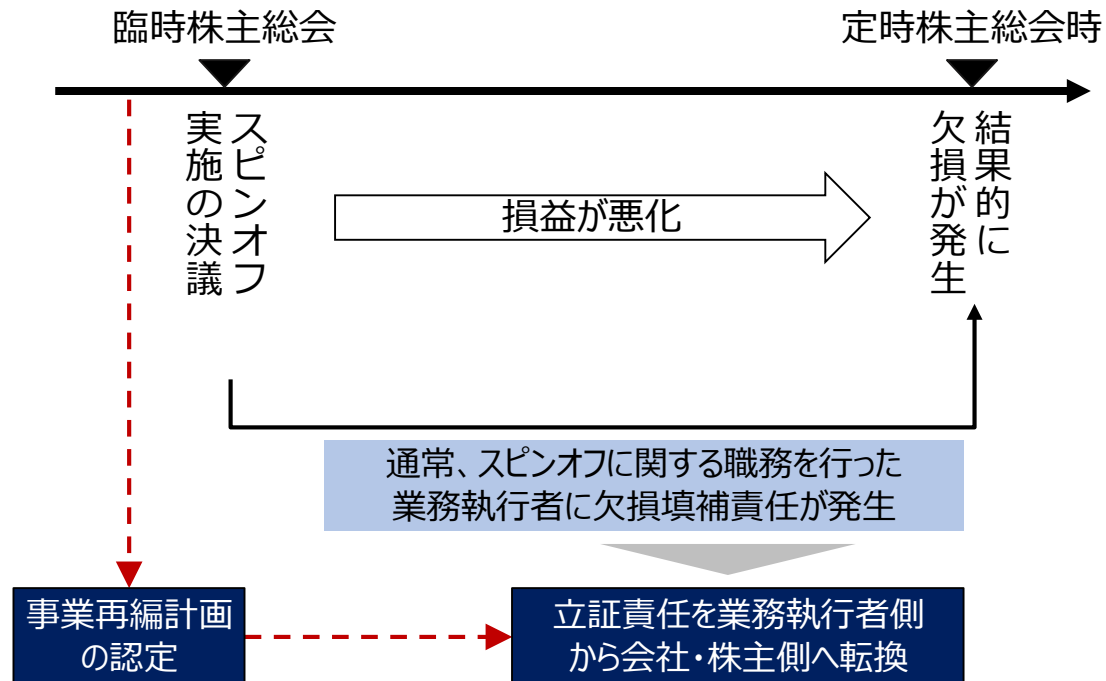 臨時株主総会
定時株主総会時
スピンオフ
実施の決議
損益が悪化
結果的に
欠損が発生
通常、スピンオフに関する職務を行った
業務執行者に欠損填補責任が発生
事業再編計画
の認定
立証責任を業務執行者側
から会社・株主側へ転換